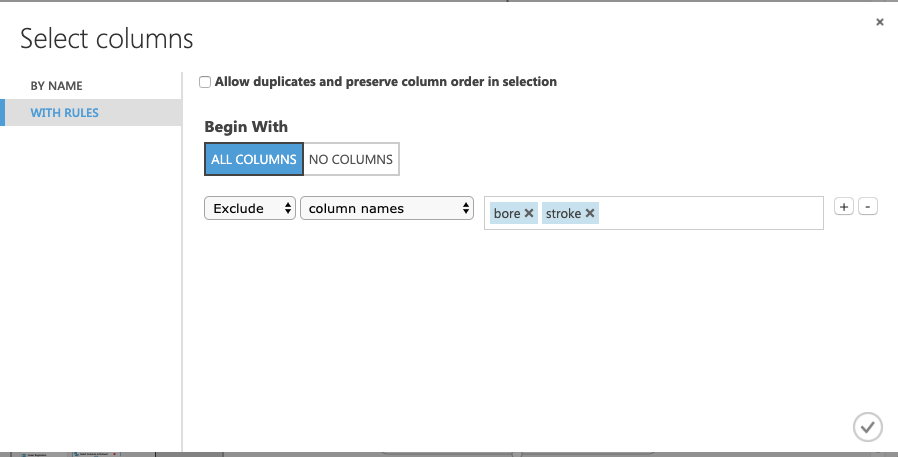 Select columns
BY NAME
WITH RULES
Allow duplicates and preserve column order in selection
Begin With
ALL COLUMNS NO COLUMNS
Exclude column names bore stroke + -